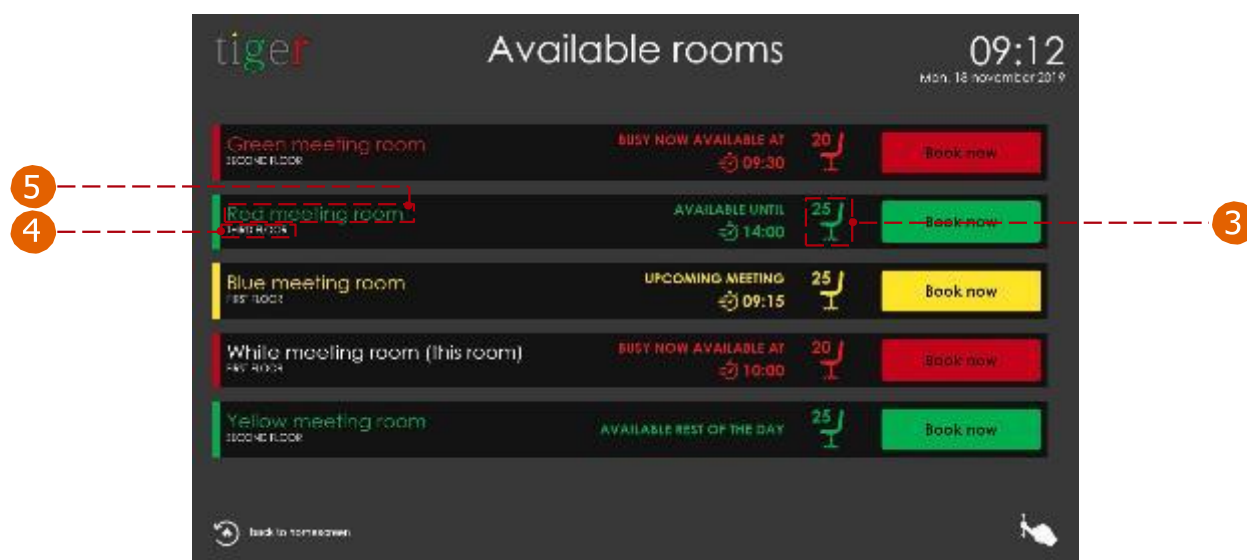 tiger
Available rooms
09:12
Mon, 18 november 2019
Green meeting room
SECOND FLOOR
BUSY NOW AVAILABLE AT
09:30
20
Book now
5
Red meeting room
4
THIRD FLOOR
AVAILABLE UNTIL
14:00
25
Book now
3
Blue meeting room
FIRST FLOOR
UPCOMING MEETING
09:15
25
Book now
White meeting room (this room)
FIRST FLOOR
BUSY NOW AVAILABLE AT
10:00
20
Book now
Yellow meeting room
SECOND FLOOR
AVAILABLE REST OF THE DAY
25
Book now
back to homescreen